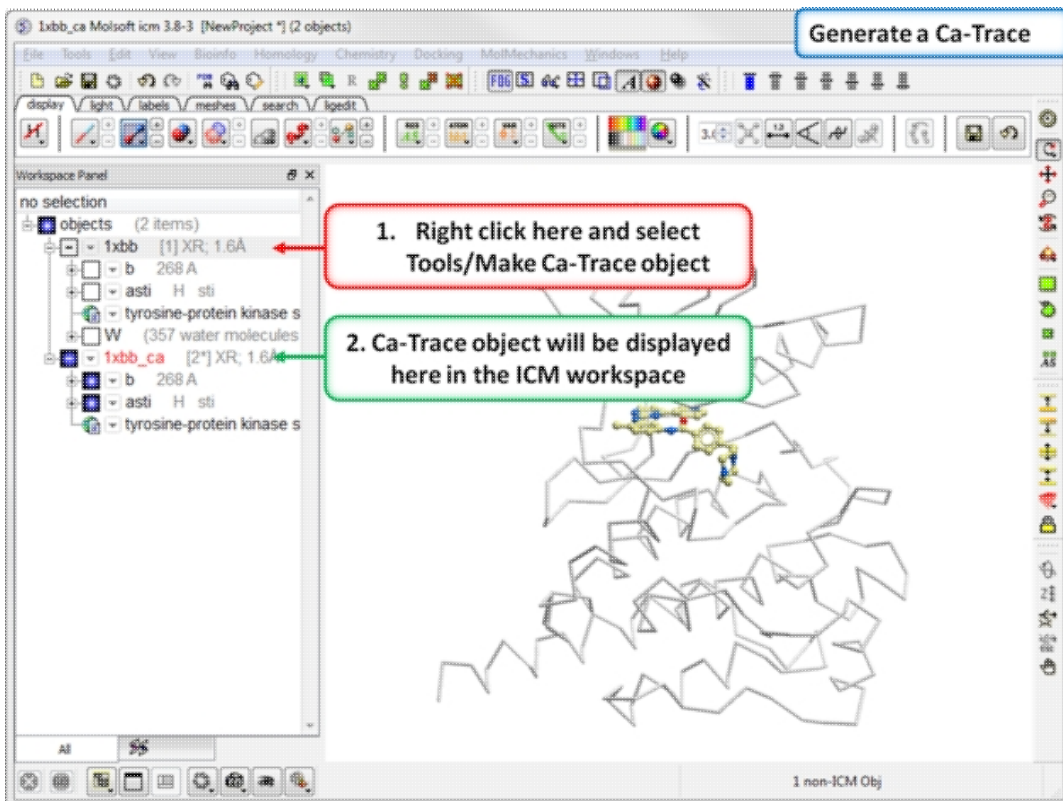 1xbb_ca Molsoft icm 3.8-3 [NewProject *] (2 objects)
Generate a Ca-Trace
File Tools Edit View Bioinfo Homology Chemistry Docking MolMechanics Windows Help
display light labels meshes search ligedit
Workspace Panel
no selection
objects (2 items)
1xbb [1] XR; 1.6Å
b 268 A
asti H sti
tyrosine-protein kinase s
W (357 water molecules
1xbb_ca [2*] XR; 1.6Å
b 268 A
asti H sti
tyrosine-protein kinase s
1. Right click here and select
Tools/Make Ca-Trace object
2. Ca-Trace object will be displayed
here in the ICM workspace
All
1 non-ICM Obj